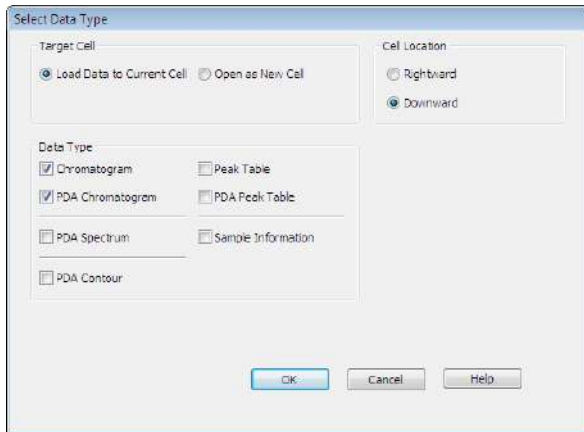 Select Data Type
Target Cell
Load Data to Current Cell
Open as New Cell
Cell Location
Rightward
Downward
Data Type
Chromatogram
Peak Table
PDA Chromatogram
PDA Peak Table
PDA Spectrum
Sample Information
PDA Contour
OK
Cancel
Help